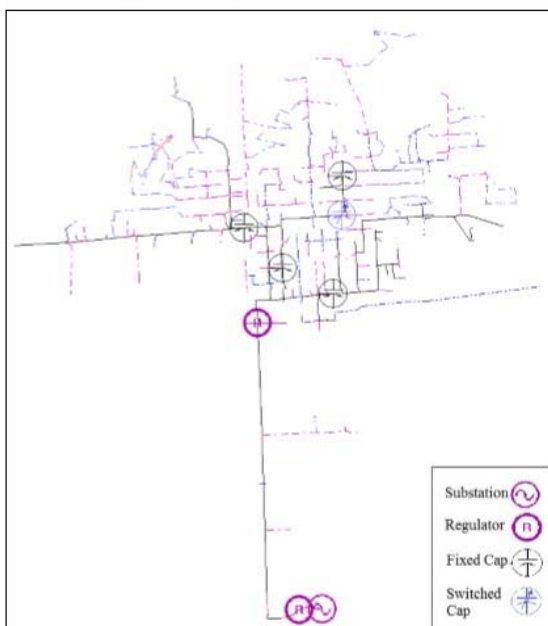 R
R
Substation
Regulator R
Fixed Cap
Switched
Cap